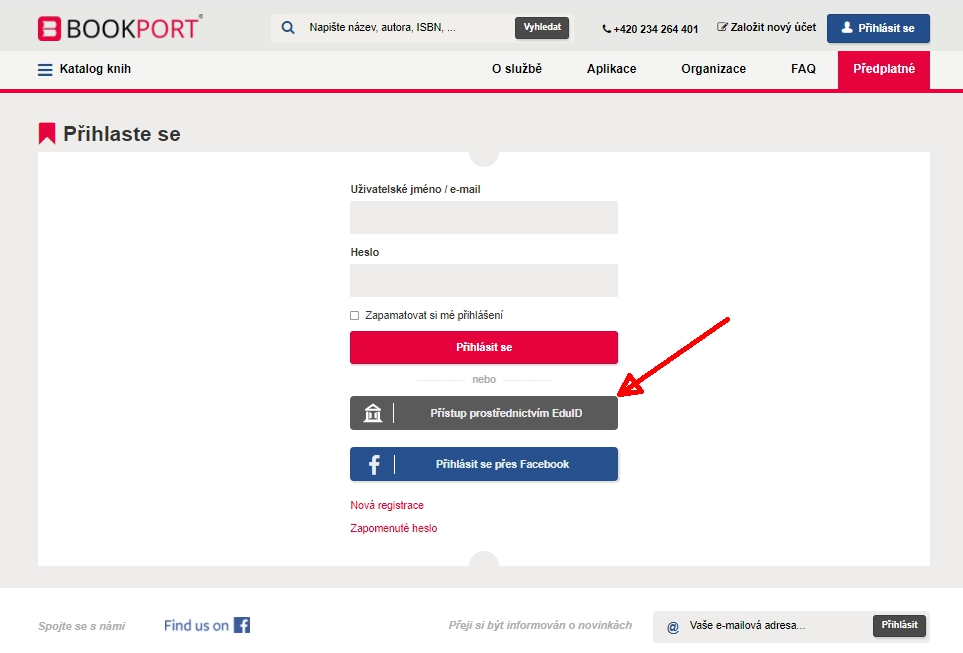 BOOKPORT®
Napište název, autora, ISBN, ...
Vyhledat
+420 234 264 401
Založit nový účet
Přihlásit se
Katalog knih
O službě
Aplikace
Organizace
FAQ
Předplatné
Přihlaste se
Uživatelské jméno / e-mail
Heslo
Zapamatovat si mé přihlášení
Přihlásit se
nebo
Přístup prostřednictvím EduID
Přihlásit se přes Facebook
Nová registrace
Zapomenuté heslo
Spojte se s námi
Find us on
Přeji si být informován o novinkách
@ Vaše e-mailová adresa...
Přihlásit